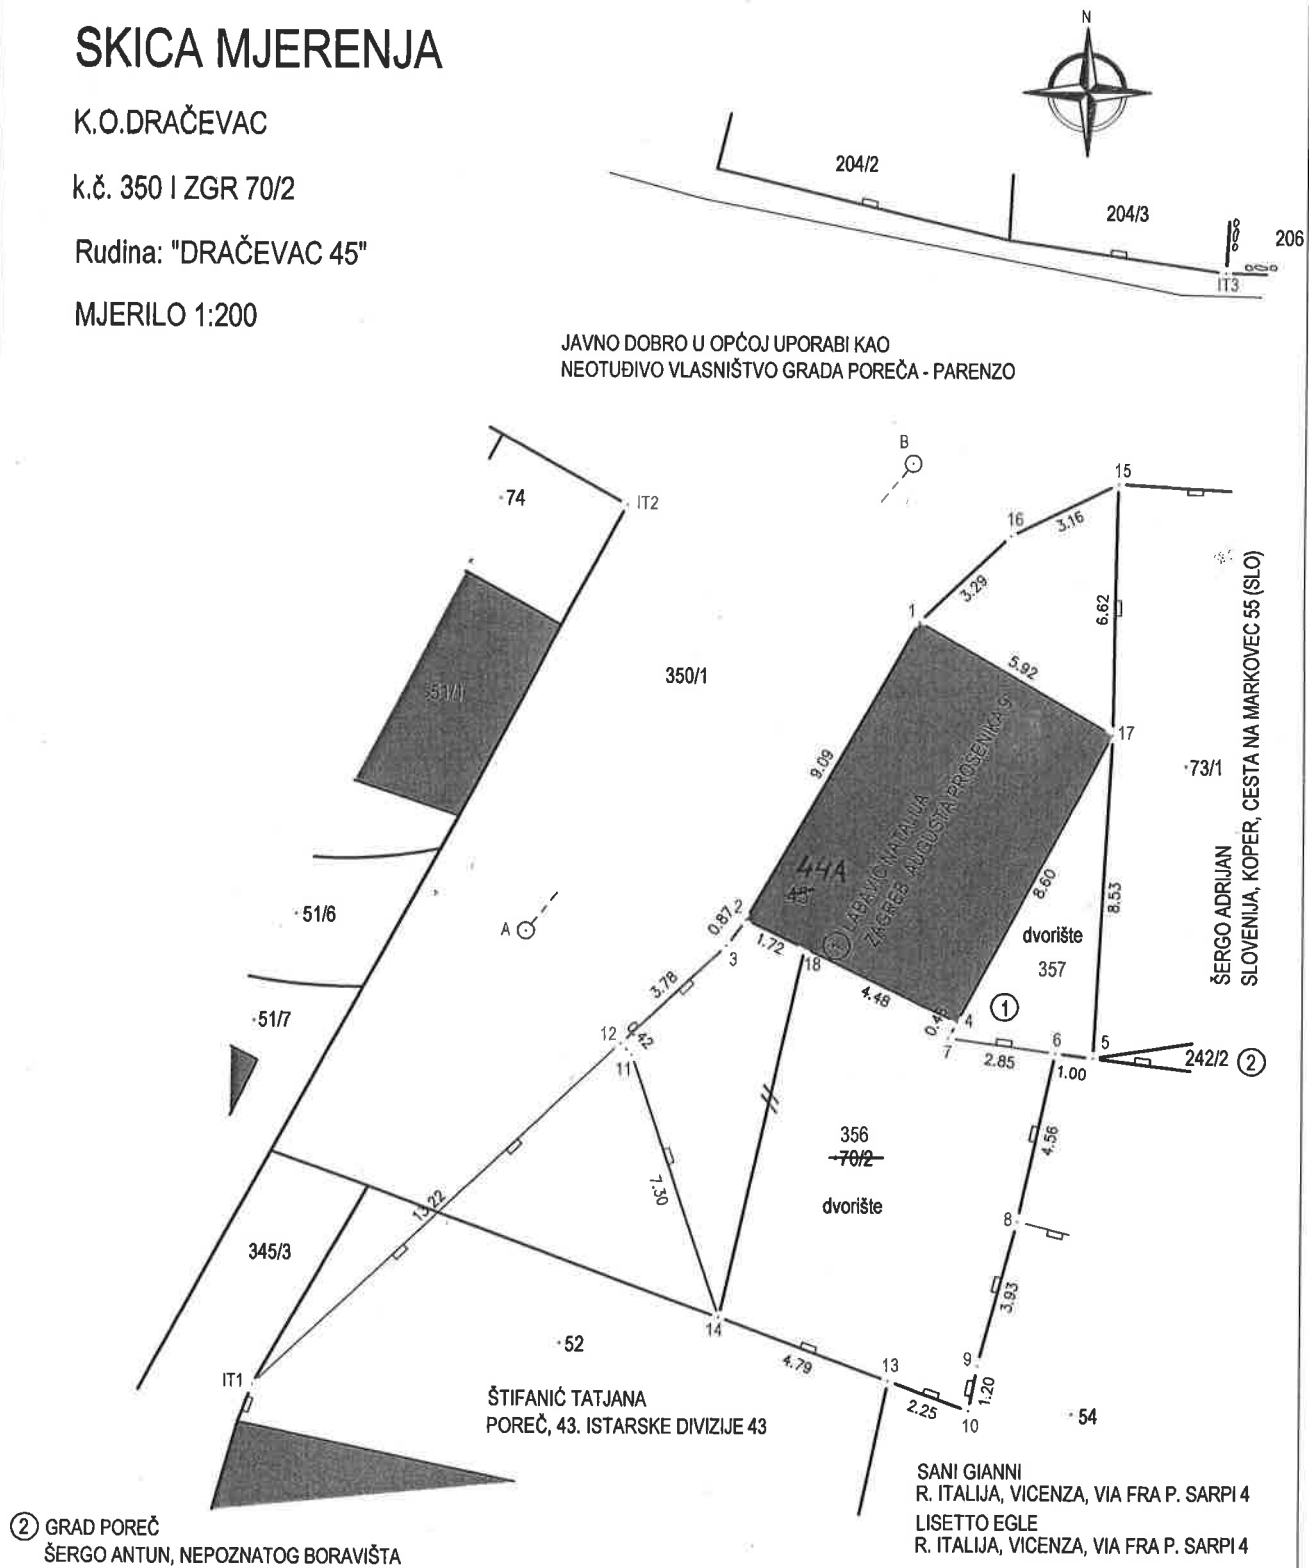 SKICA MJERENJA
N
K.O.DRAČEVAC
204/2
k.č. 350 I ZGR 70/2
204/3
206
Rudina: "DRAČEVAC 45"
IT3
MJERILO 1:200
JAVNO DOBRO U OPĆOJ UPORABI KAO
NEOTUĐIVO VLASNIŠTVO GRADA POREČA - PARENZO
B
15
74
IT2
16
3.16
3.29
1
6.62
5.92
350/1
51/1
17
9.09
73/1
ŠERGO ADRIJAN
SLOVENIJA, KOPER, CESTA NA MARKOVEC 55 (SLO)
44A
45
1 LABAVIĆ NATALIJA
ZAGREB, AUGUSTA PROSENIKA 9
8.60
8.53
51/6
A
0.87
2
1.72
3
18
dvorište
357
3.78
4.48
1
51/7
12
0.42
11
4
7
2.85
6
5
1.00
242/2 2
7.30
356
70/2
4.56
dvorište
8
13.22
345/3
3.93
14
52
4.79
13
9
IT1
1.20
2.25
10
54
ŠTIFANIĆ TATJANA
POREČ, 43. ISTARSKE DIVIZIJE 43
SANI GIANNI
R. ITALIJA, VICENZA, VIA FRA P. SARPI 4
LISETTO EGLE
R. ITALIJA, VICENZA, VIA FRA P. SARPI 4
2 GRAD POREČ
ŠERGO ANTUN, NEPOZNATOG BORAVIŠTA